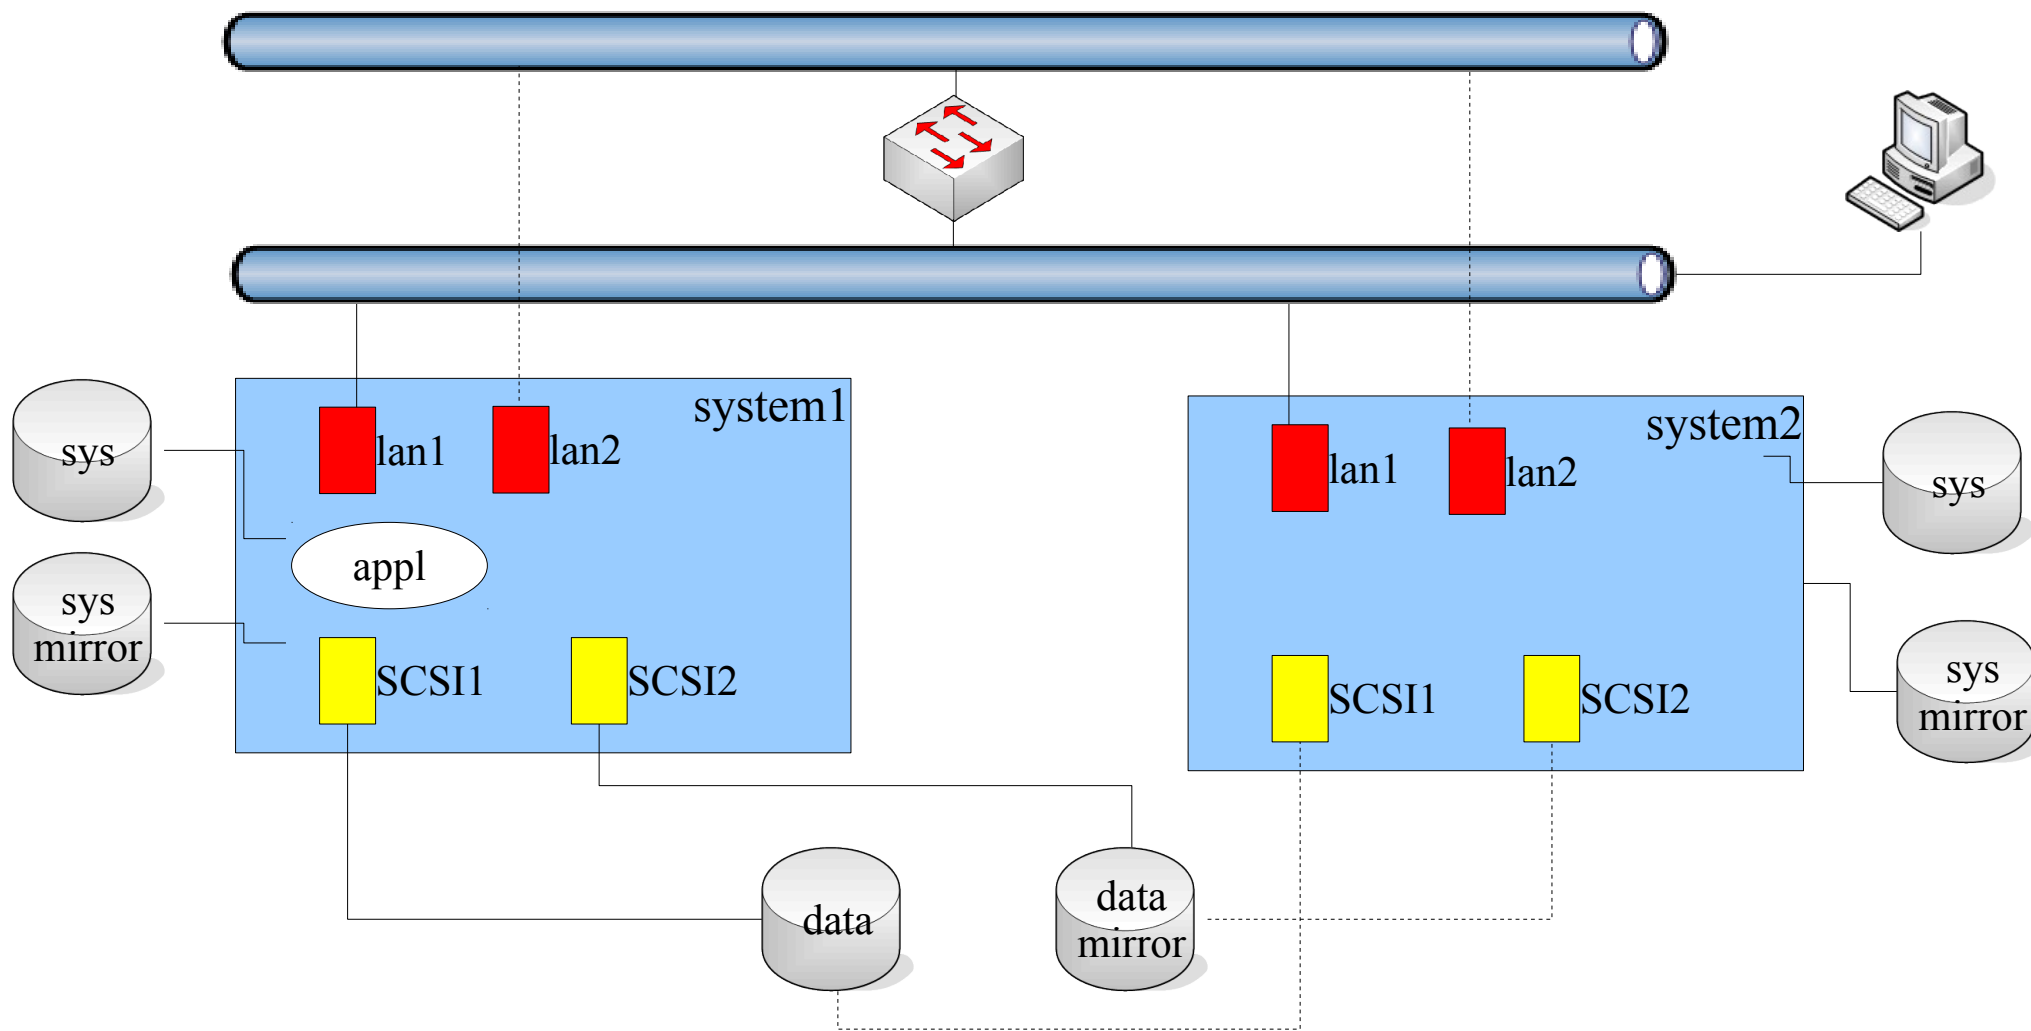 system1
system2
lan1
lan2
lan1
lan2
sys
sys
appl
sys
mirror
sys
mirror
SCSI1
SCSI2
SCSI1
SCSI2
data
data
mirror